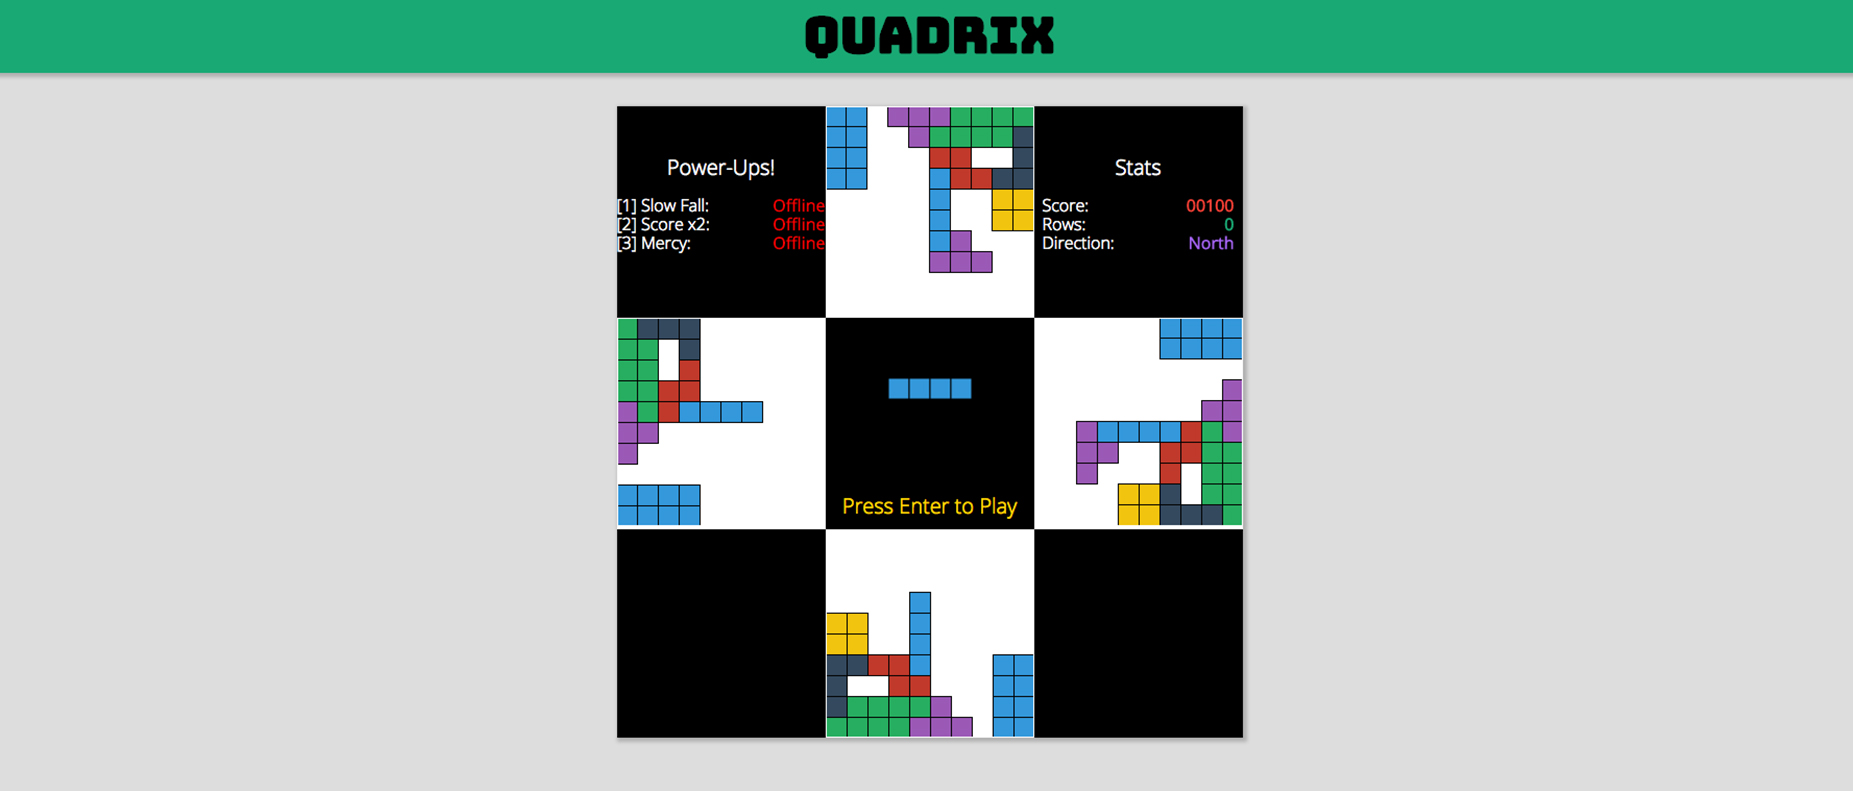 QUADRIX
Power-Ups!
[1] Slow Fall: Offline
[2] Score x2: Offline
[3] Mercy: Offline
Stats
Score: 00100
Rows: 0
Direction: North
Press Enter to Play